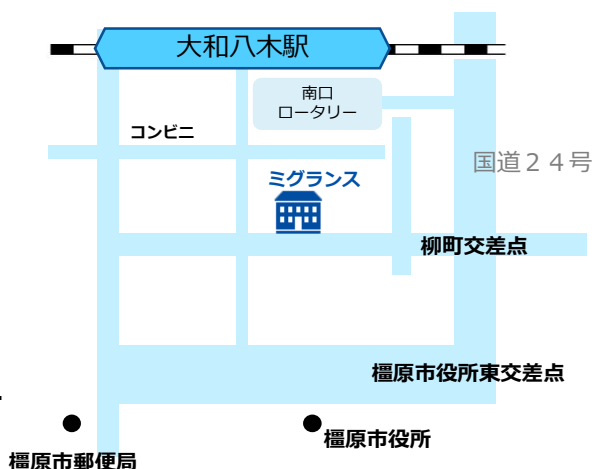 大和八木駅
南口
ロータリー
コンビニ
国道２４号
ミグランス
柳町交差点
橿原市役所東交差点
橿原市役所
橿原市郵便局